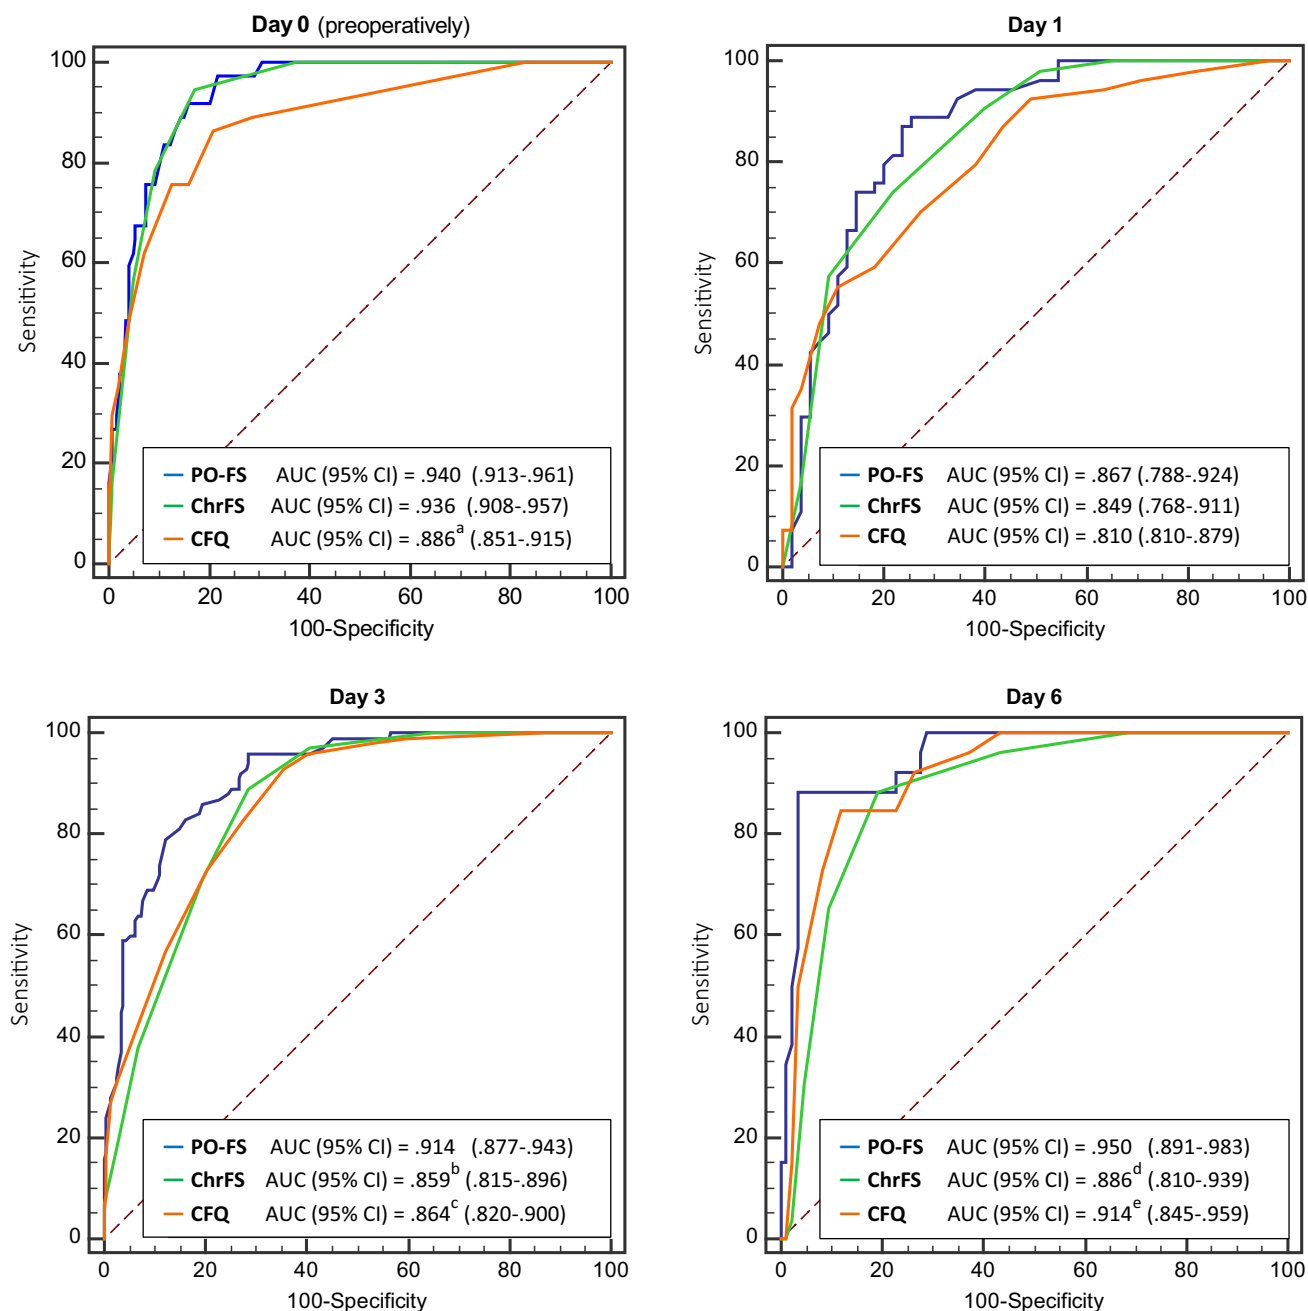 Day 0 (preoperatively)
Sensitivity
100
80
60
40
20
0
PO-FS AUC (95% CI) = .940 (.913-.961)
ChrFS AUC (95% CI) = .936 (.908-.957)
CFQ AUC (95% CI) = .886a (.851-.915)
0 20 40 60 80 100
100-Specificity
Day 1
Sensitivity
100
80
60
40
20
0
PO-FS AUC (95% CI) = .867 (.788-.924)
ChrFS AUC (95% CI) = .849 (.768-.911)
CFQ AUC (95% CI) = .810 (.810-.879)
0 20 40 60 80 100
100-Specificity
Day 3
Sensitivity
100
80
60
40
20
0
PO-FS AUC (95% CI) = .914 (.877-.943)
ChrFS AUC (95% CI) = .859b (.815-.896)
CFQ AUC (95% CI) = .864c (.820-.900)
0 20 40 60 80 100
100-Specificity
Day 6
Sensitivity
100
80
60
40
20
0
PO-FS AUC (95% CI) = .950 (.891-.983)
ChrFS AUC (95% CI) = .886d (.810-.939)
CFQ AUC (95% CI) = .914e (.845-.959)
0 20 40 60 80 100
100-Specificity